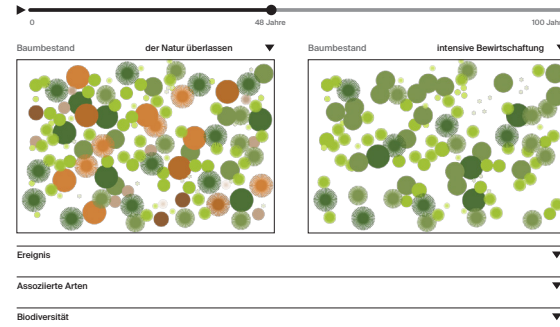 0 48 Jahre 100 Jahre
Baumbestand der Natur überlassen Baumbestand intensive Bewirtschaftung
Ereignis
Assoziierte Arten
Biodiversität